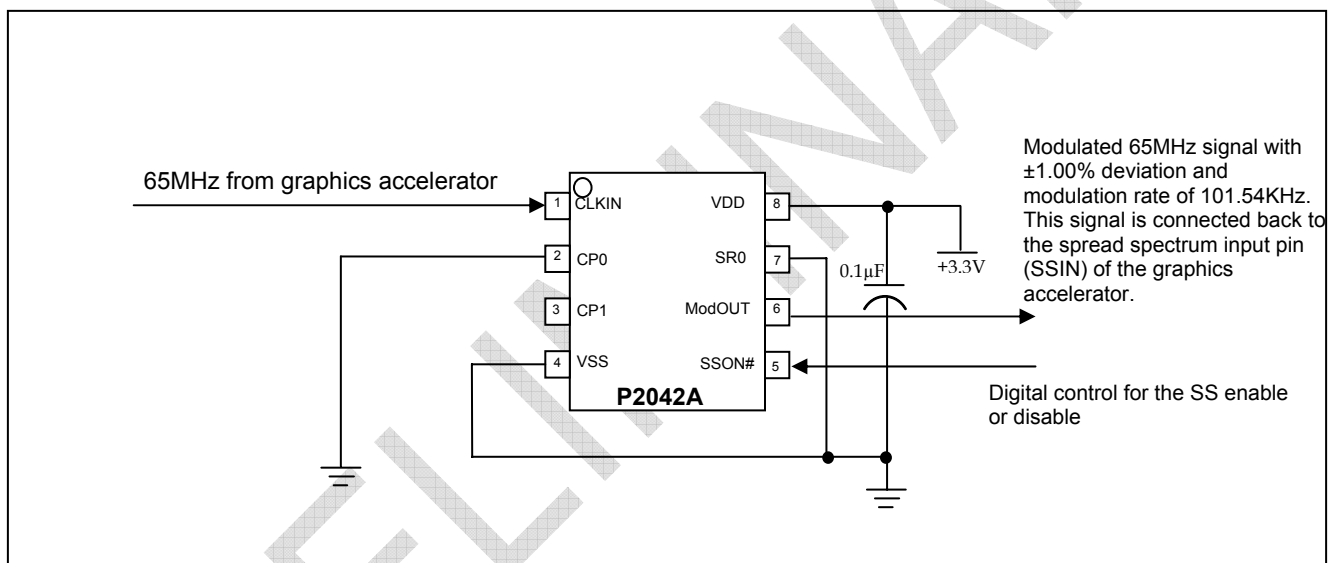 65MHz from graphics accelerator
1
CLKIN
2
CP0
3
CP1
4
VSS
VDD
8
SR0
7
ModOUT
6
SSON#
5
P2042A
0.1µF
+3.3V
Modulated 65MHz signal with
±1.00% deviation and
modulation rate of 101.54KHz.
This signal is connected back to
the spread spectrum input pin
(SSIN) of the graphics
accelerator.
Digital control for the SS enable
or disable